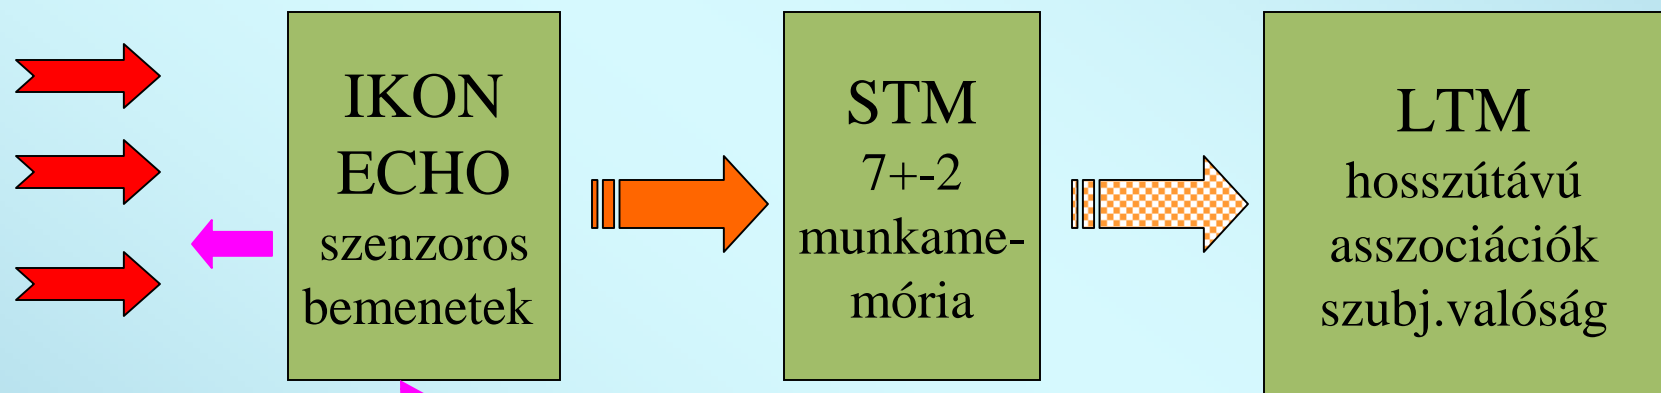 IKON
ECHO
szenzoros
bemenetek
STM
7+-2
munkame-
mória
LTM
hosszútávú
asszociációk
szubj.valóság